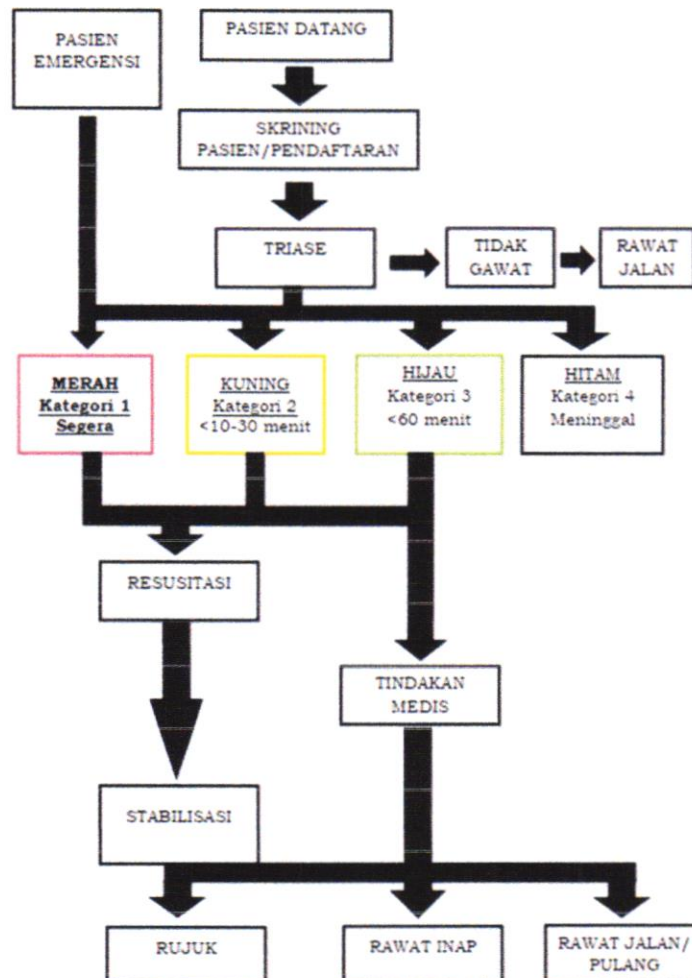 PASIEN
EMERGENSI
PASIEN DATANG
SKRINING
PASIEN/PENDAFTARAN
TRIASE
TIDAK
GAWAT
RAWAT
JALAN
MERAH
Kategori 1
Segera
KUNING
Kategori 2
<10-30 menit
HIJAU
Kategori 3
<60 menit
HITAM
Kategori 4
Meninggal
RESUSITASI
TINDAKAN
MEDIS
STABILISASI
RUJUK
RAWAT INAP
RAWAT JALAN/
PULANG